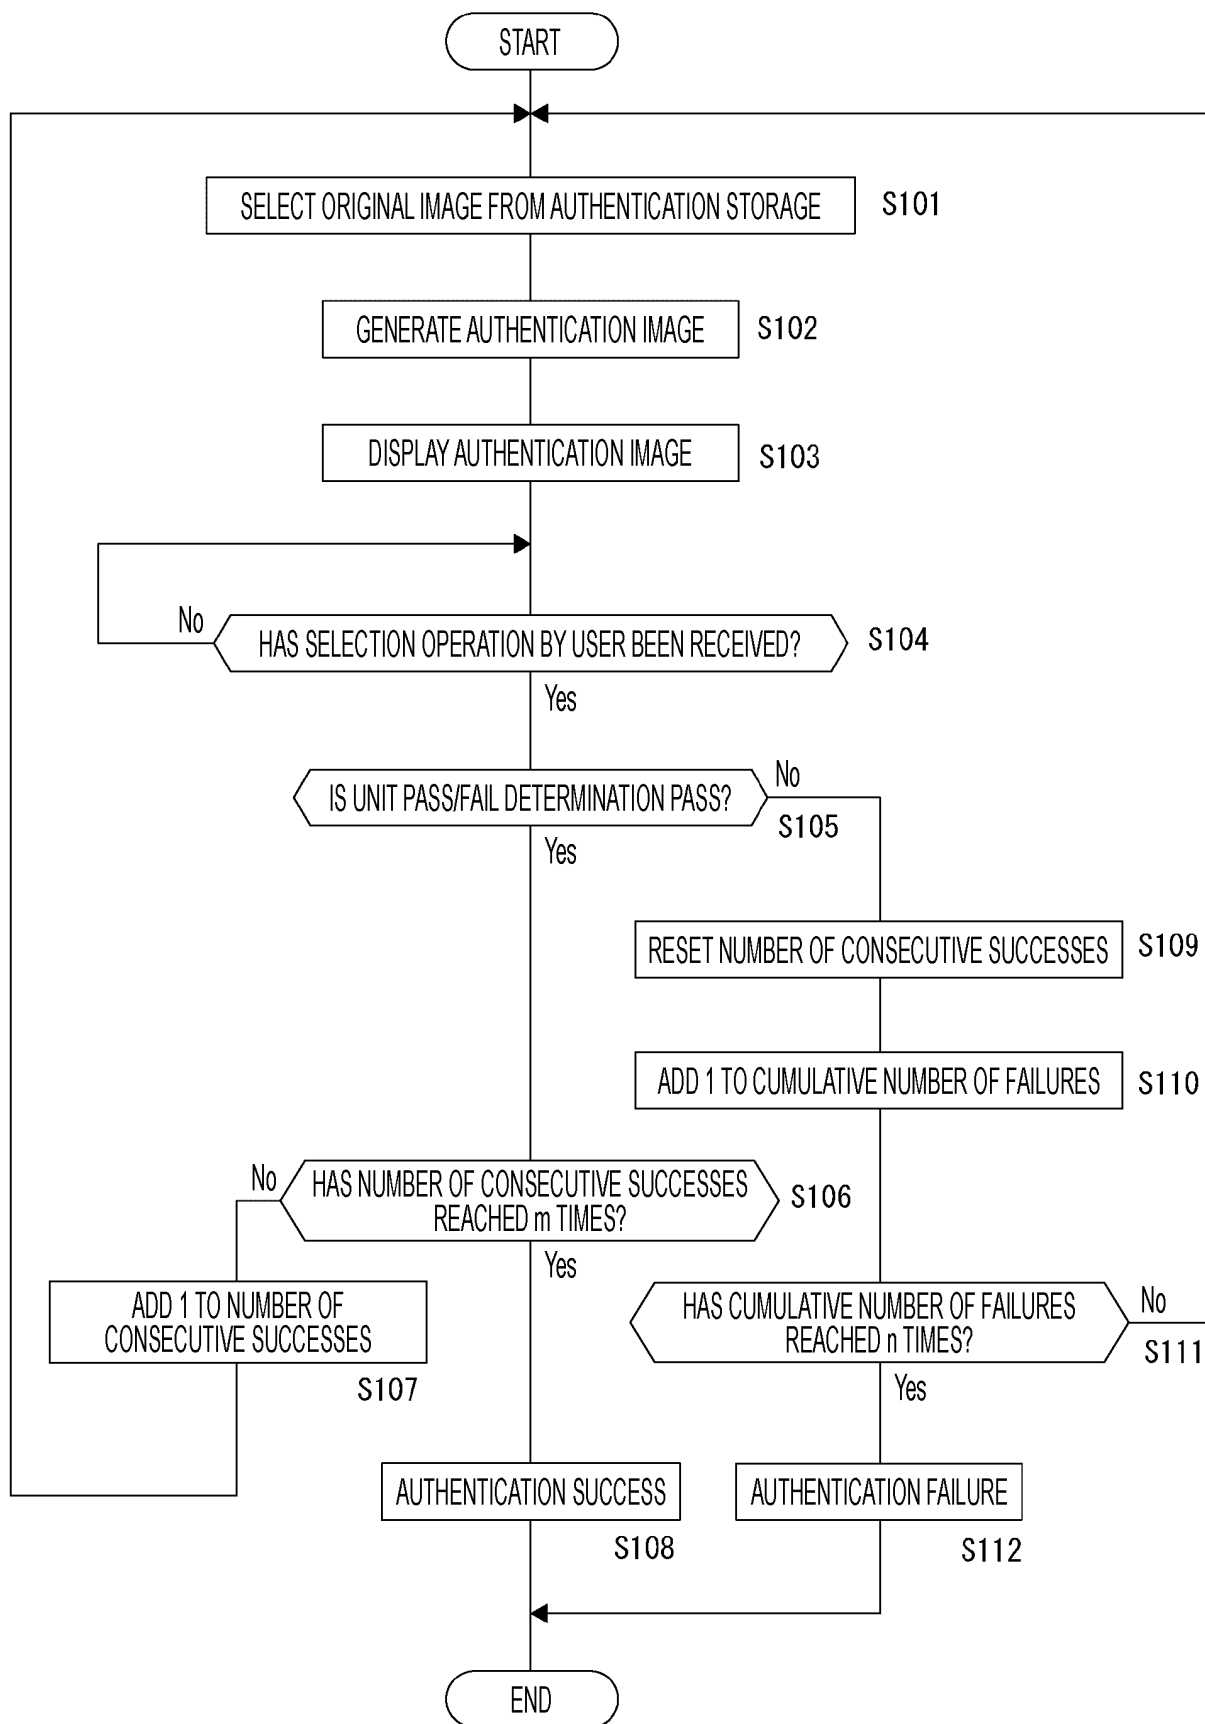 START
SELECT ORIGINAL IMAGE FROM AUTHENTICATION STORAGE
S101
GENERATE AUTHENTICATION IMAGE
S102
DISPLAY AUTHENTICATION IMAGE
S103
No
HAS SELECTION OPERATION BY USER BEEN RECEIVED?
S104
Yes
IS UNIT PASS/FAIL DETERMINATION PASS?
No
S105
Yes
RESET NUMBER OF CONSECUTIVE SUCCESSES
S109
ADD 1 TO CUMULATIVE NUMBER OF FAILURES
S110
No
HAS NUMBER OF CONSECUTIVE SUCCESSES
REACHED m TIMES?
S106
Yes
ADD 1 TO NUMBER OF
CONSECUTIVE SUCCESSES
S107
HAS CUMULATIVE NUMBER OF FAILURES
REACHED n TIMES?
No
S111
Yes
AUTHENTICATION SUCCESS
S108
AUTHENTICATION FAILURE
S112
END